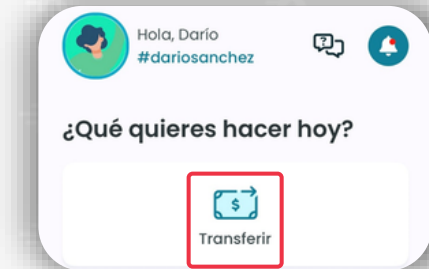 Hola, Darío
#dariosanchez
¿Qué quieres hacer hoy?
$
Transferir